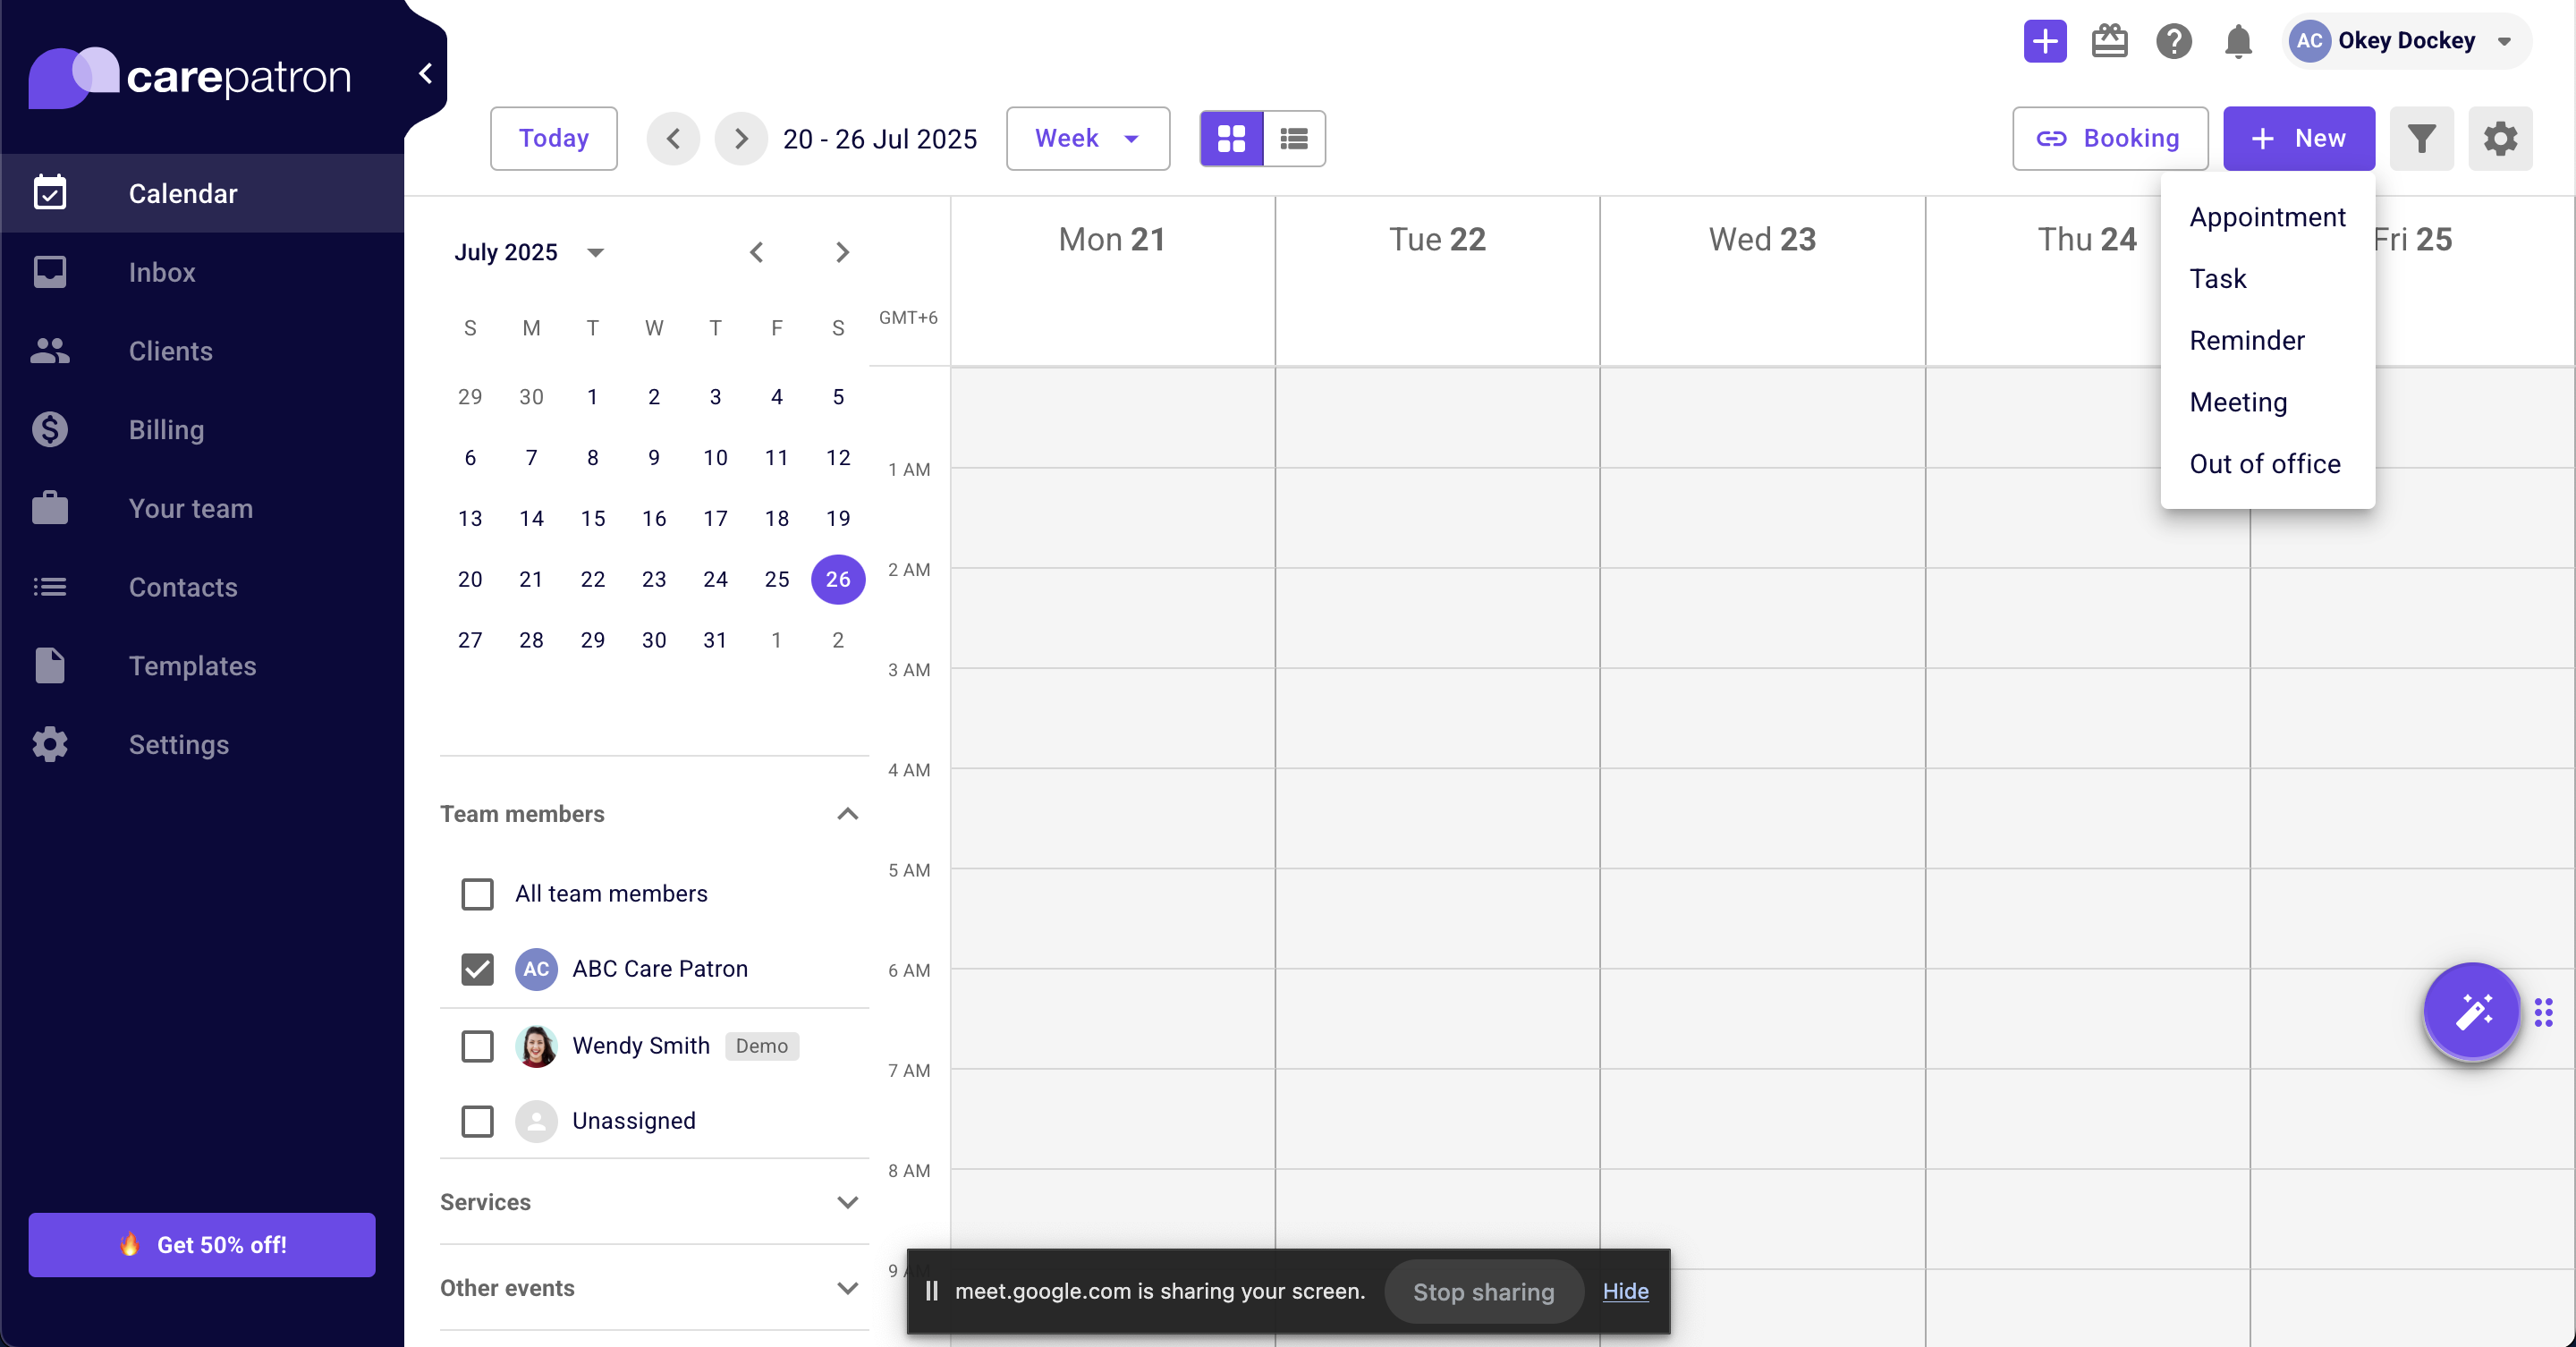 carepatron
Calendar
Inbox
Clients
Billing
Your team
Contacts
Templates
Settings
🔥 Get 50% off!
AC Okey Dockey
Today
20 - 26 Jul 2025
Week
Booking
+ New
Appointment
Task
Reminder
Meeting
Out of office
July 2025
S M T W T F S
29 30 1 2 3 4 5
6 7 8 9 10 11 12
13 14 15 16 17 18 19
20 21 22 23 24 25 26
27 28 29 30 31 1 2
Team members
All team members
AC ABC Care Patron
Wendy Smith Demo
Unassigned
Services
Other events
Mon 21 Tue 22 Wed 23 Thu 24 Fri 25
GMT+6
1 AM
2 AM
3 AM
4 AM
5 AM
6 AM
7 AM
8 AM
9 AM
meet.google.com is sharing your screen. Stop sharing Hide